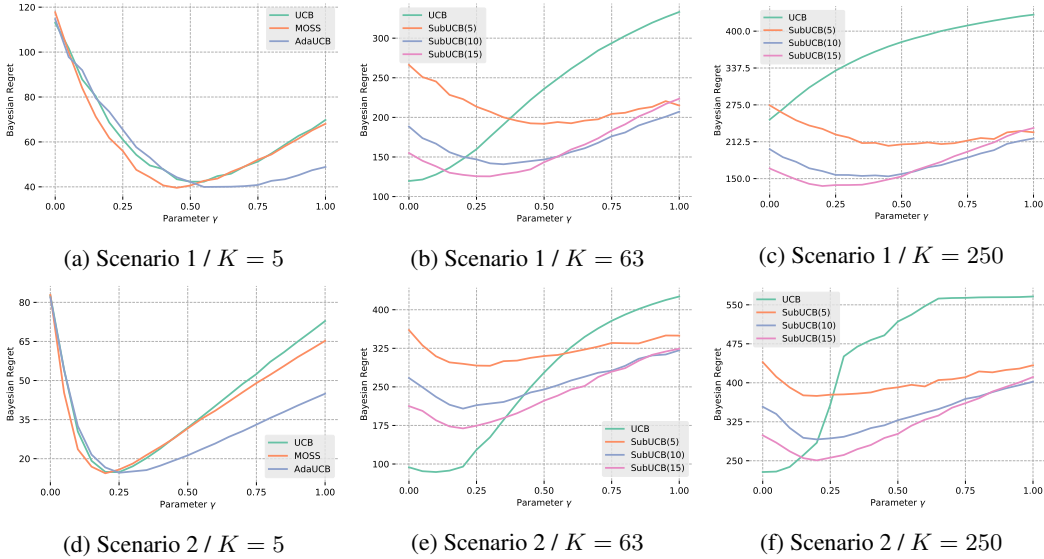 120
100
80
60
40
Bayesian Regret
UCB
MOSS
AdaUCB
0.00 0.25 0.50 0.75 1.00
Parameter γ
(a) Scenario 1 / K = 5
300
250
200
150
100
Bayesian Regret
UCB
SubUCB(5)
SubUCB(10)
SubUCB(15)
0.00 0.25 0.50 0.75 1.00
Parameter γ
(b) Scenario 1 / K = 63
400.0
337.5
275.0
212.5
150.0
Bayesian Regret
UCB
SubUCB(5)
SubUCB(10)
SubUCB(15)
0.00 0.25 0.50 0.75 1.00
Parameter γ
(c) Scenario 1 / K = 250
80
65
50
35
20
Bayesian Regret
UCB
MOSS
AdaUCB
0.00 0.25 0.50 0.75 1.00
Parameter γ
(d) Scenario 2 / K = 5
400
325
250
175
100
Bayesian Regret
UCB
SubUCB(5)
SubUCB(10)
SubUCB(15)
0.00 0.25 0.50 0.75 1.00
Parameter γ
(e) Scenario 2 / K = 63
550
475
400
325
250
Bayesian Regret
UCB
SubUCB(5)
SubUCB(10)
SubUCB(15)
0.00 0.25 0.50 0.75 1.00
Parameter γ
(f) Scenario 2 / K = 250